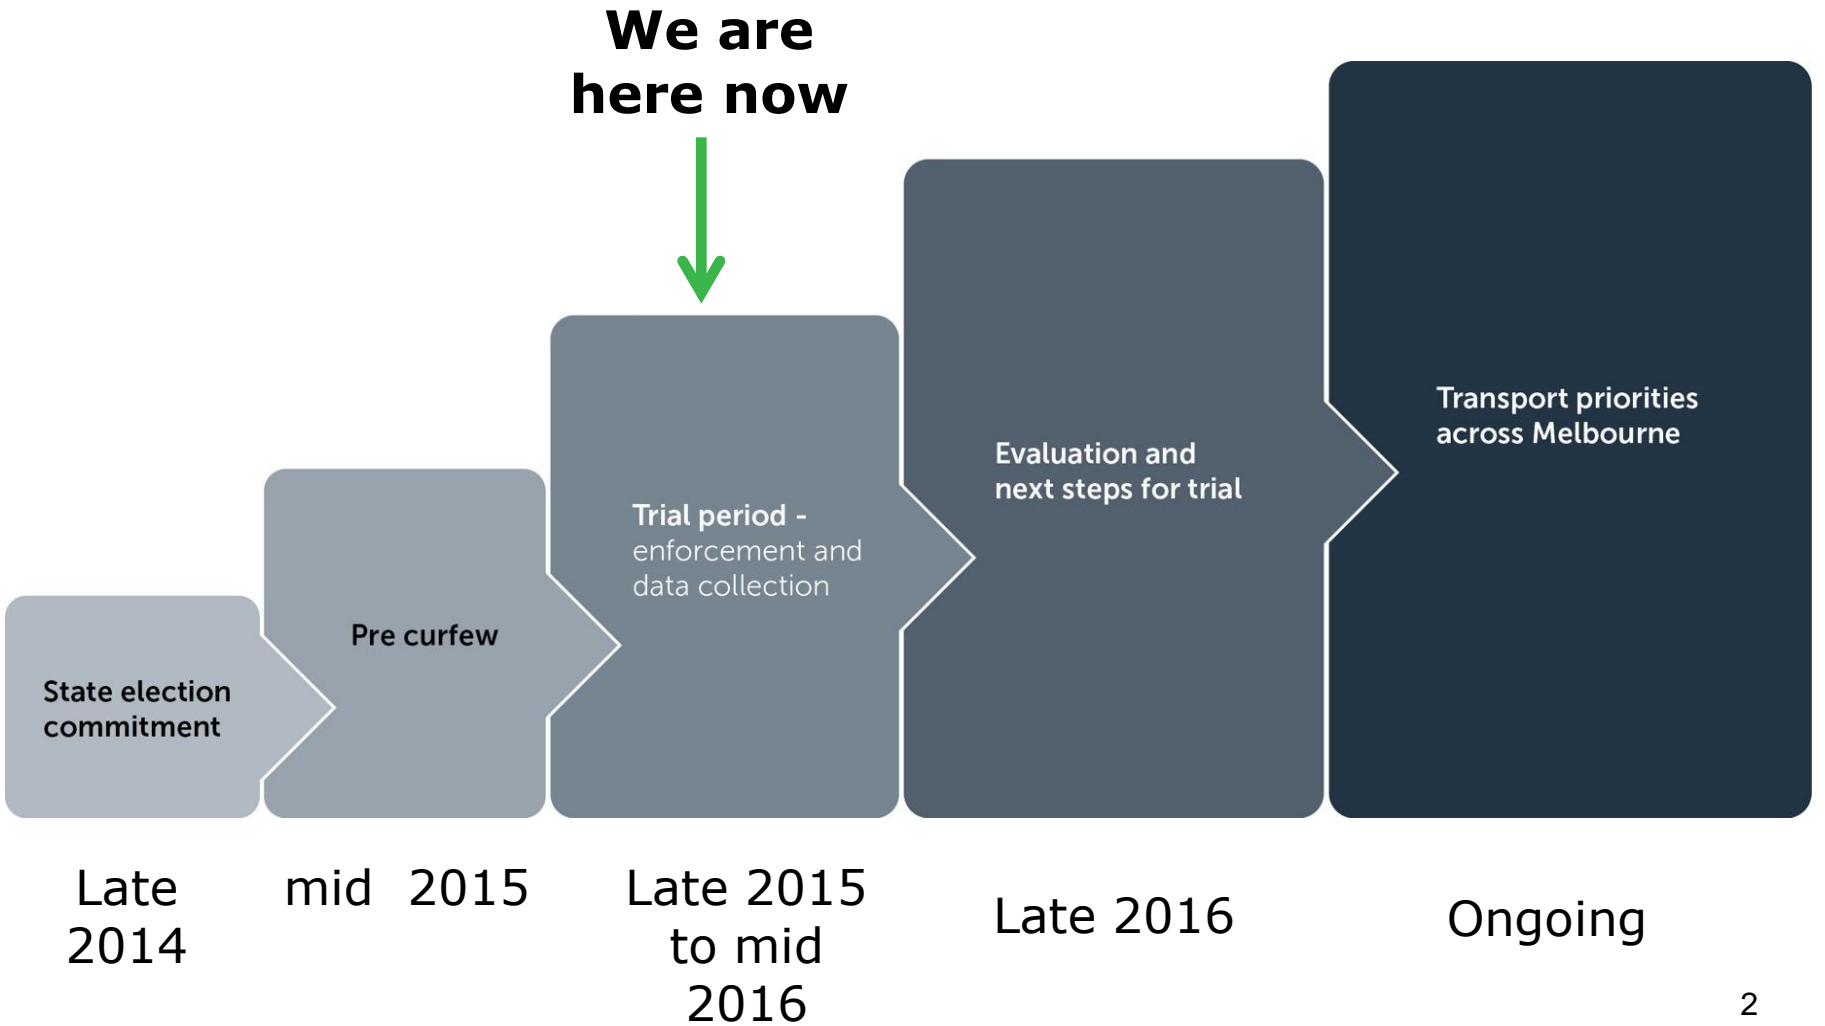 We are
here now
State election
commitment
Pre curfew
Trial period -
enforcement and
data collection
Evaluation and
next steps for trial
Transport priorities
across Melbourne
Late
2014
mid 2015
Late 2015
to mid
2016
Late 2016
Ongoing
2